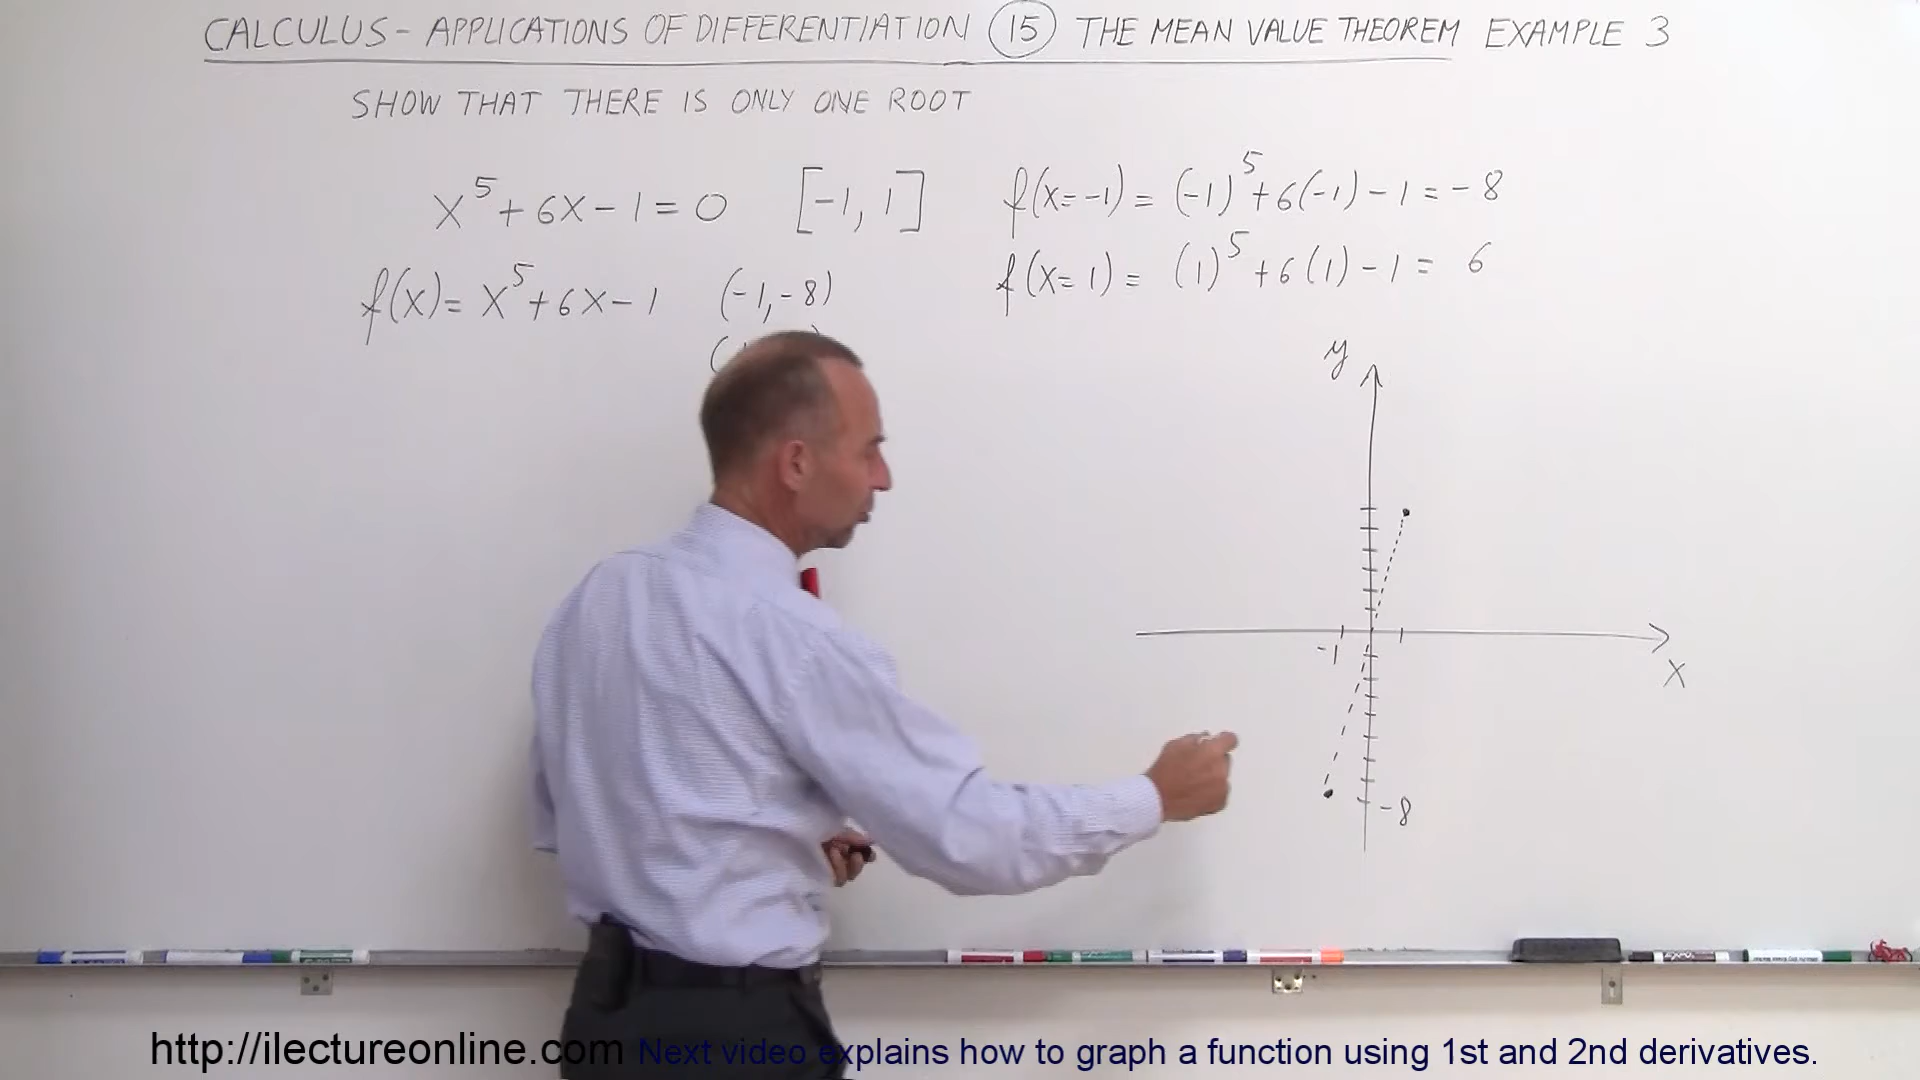 CALCULUS - APPLICATIONS OF DIFFERENTIATION 15 THE MEAN VALUE THEOREM EXAMPLE 3
SHOW THAT THERE IS ONLY ONE ROOT
x⁵+6x-1=0 [-1, 1]
f(x)= x⁵+6x-1 (-1,-8)
f(x=-1) = (-1)⁵+6(-1)-1=-8
f(x=1) = (1)⁵+6(1)-1= 6
y
-1
x
-8
http://ilectureonline.com Next video explains how to graph a function using 1st and 2nd derivatives.